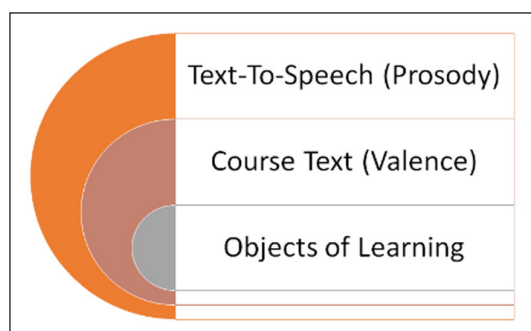 Text-To-Speech (Prosody)
Course Text (Valence)
Objects of Learning